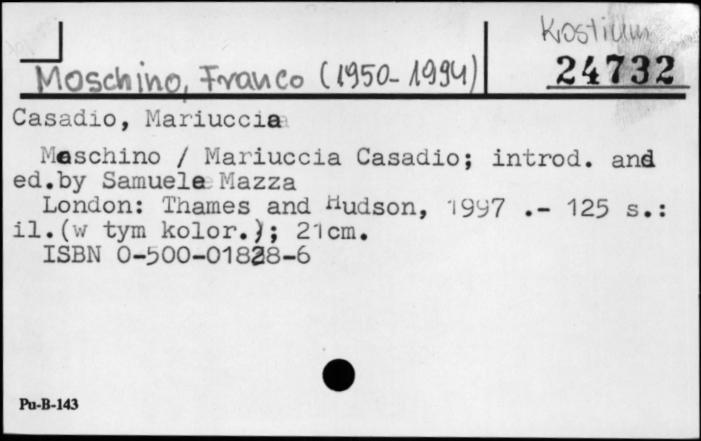 Kostium
24732
Moschino, Franco (1950-1994)
Casadio, Mariuccia
Moschino / Mariuccia Casadio; introd. and
ed.by Samuele Mazza
London: Thames and Hudson, 1997 .- 125 s.:
il.(w tym kolor.); 21cm.
ISBN 0-500-01828-6
Pu-B-143